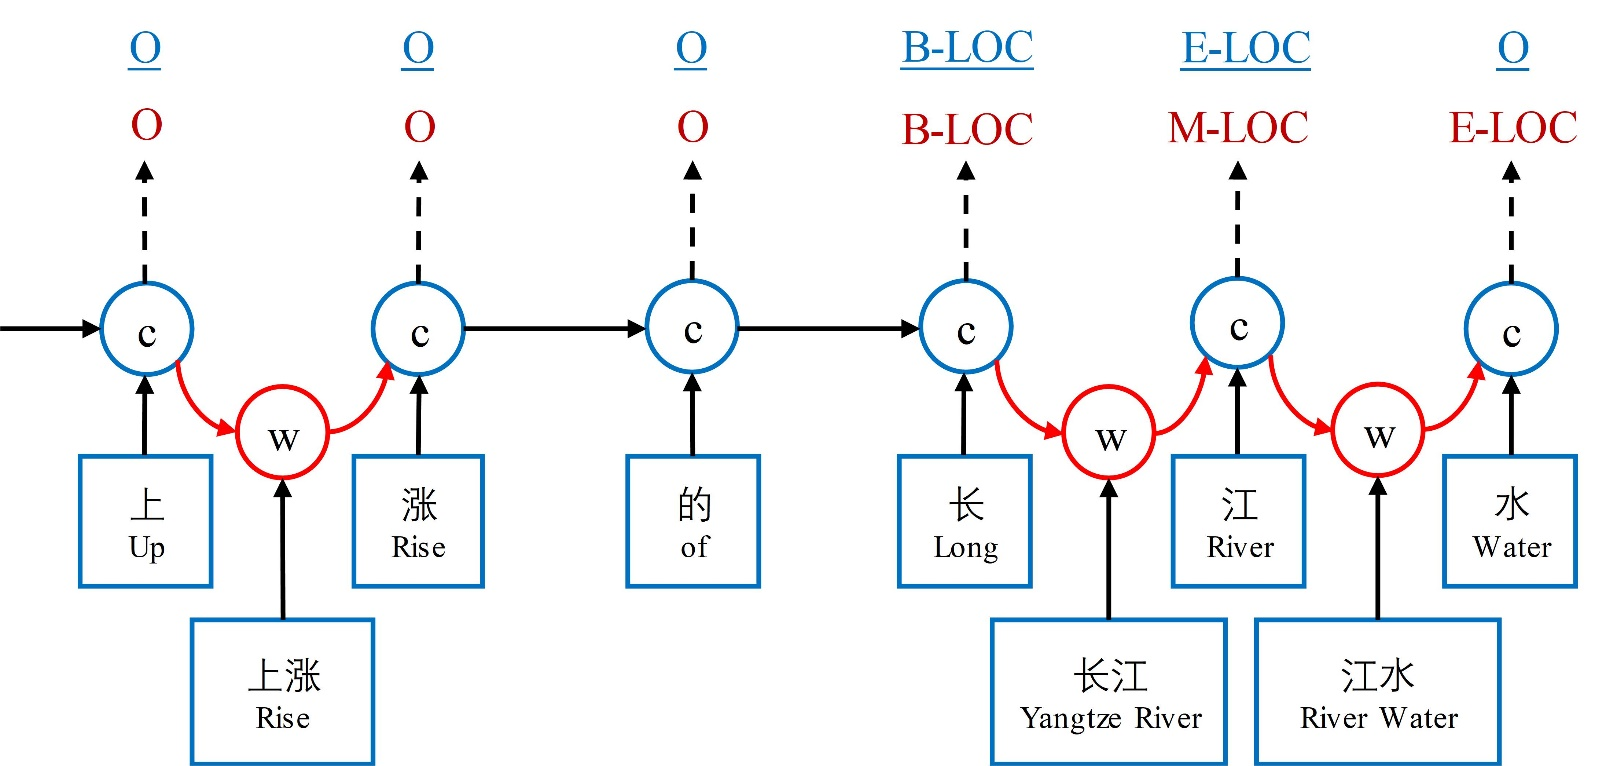 O O O B-LOC E-LOC O
O O O B-LOC M-LOC E-LOC
c c c c c c
w w w
上 涨 的 长 江 水
Up Rise of Long River Water
上涨 长江 江水
Rise Yangtze River River Water